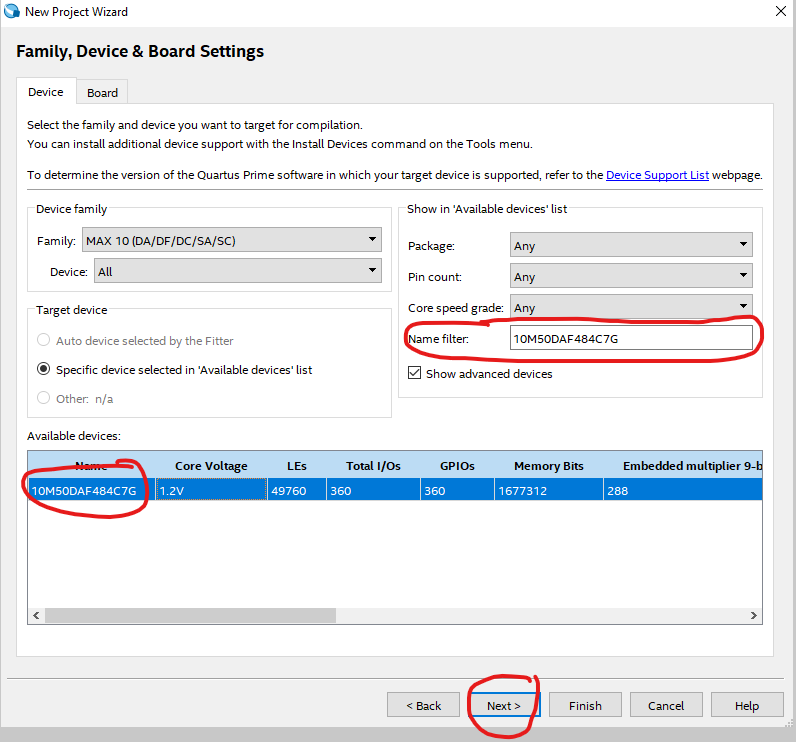 New Project Wizard
Family, Device & Board Settings
Device Board
Select the family and device you want to target for compilation.
You can install additional device support with the Install Devices command on the Tools menu.
To determine the version of the Quartus Prime software in which your target device is supported, refer to the Device Support List webpage.
Device family
Family: MAX 10 (DA/DF/DC/SA/SC)
Device: All
Target device
Auto device selected by the Fitter
Specific device selected in 'Available devices' list
Other: n/a
Show in 'Available devices' list
Package: Any
Pin count: Any
Core speed grade: Any
Name filter: 10M50DAF484C7G
Show advanced devices
Available devices:
Name Core Voltage LEs Total I/Os GPIOs Memory Bits Embedded multiplier 9-b
10M50DAF484C7G 1.2V 49760 360 360 1677312 288
< Back Next > Finish Cancel Help